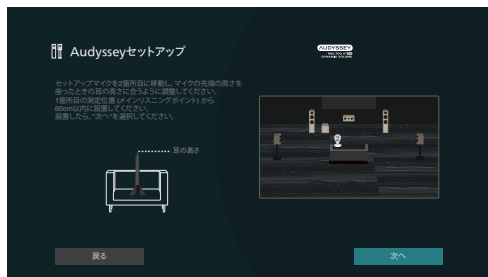 Audysseyセットアップ
AUDYSSEY
MULTEQ XT32
DYNAMIC VOLUME
セットアップマイクを2箇所目に移動し、マイクの先端の高さを
座ったときの耳の高さに合うように調整してください。
1箇所目の測定位置 (メインリスニングポイント) から
60cm以内に設置してください。
設置したら、"次へ"を選択してください。
耳の高さ
2
戻る
次へ